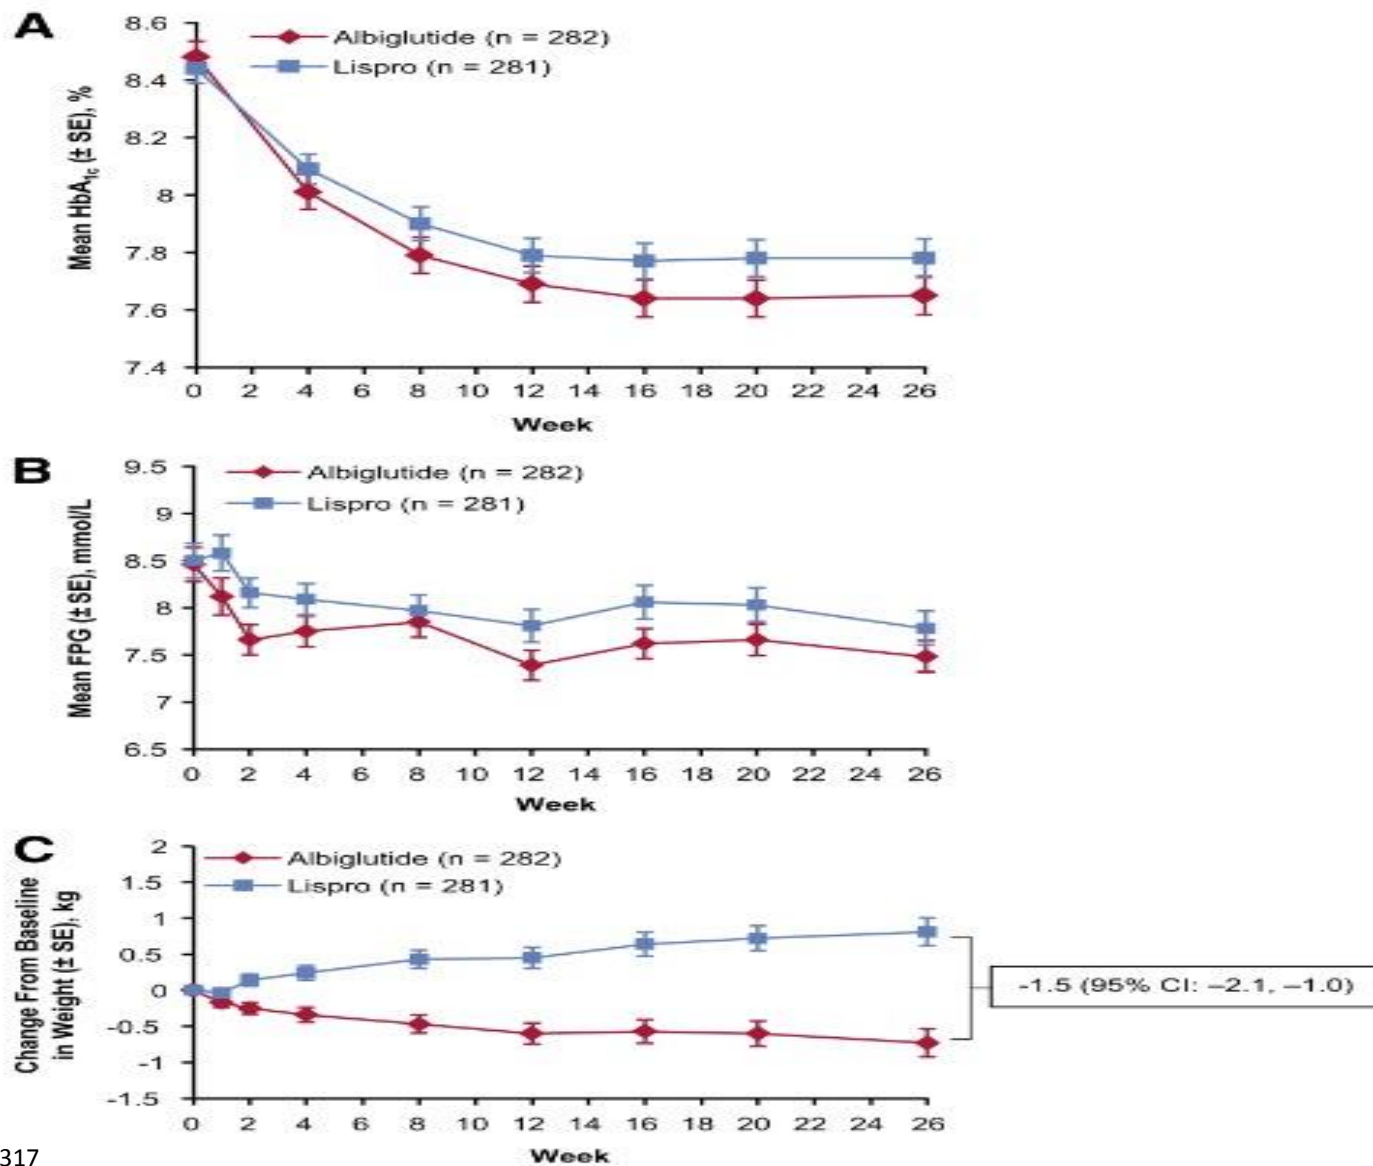 A
8.6
8.4
8.2
8
7.8
7.6
7.4
Mean HbA1c (± SE), %
Albiglutide (n = 282)
Lispro (n = 281)
0 2 4 6 8 10 12 14 16 18 20 22 24 26
Week
B
9.5
9
8.5
8
7.5
7
6.5
Mean FPG (± SE), mmol/L
Albiglutide (n = 282)
Lispro (n = 281)
0 2 4 6 8 10 12 14 16 18 20 22 24 26
Week
C
2
1.5
1
0.5
0
-0.5
-1
-1.5
Change From Baseline
in Weight (± SE), kg
Albiglutide (n = 282)
Lispro (n = 281)
-1.5 (95% CI: –2.1, –1.0)
0 2 4 6 8 10 12 14 16 18 20 22 24 26
Week
317